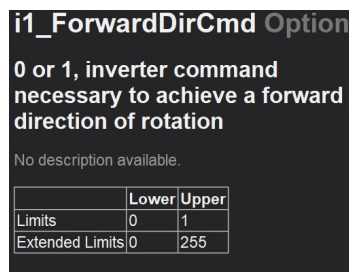 i1_ForwardDirCmd Option
0 or 1, inverter command
necessary to achieve a forward
direction of rotation
No description available.
Lower Upper
Limits 0 1
Extended Limits 0 255